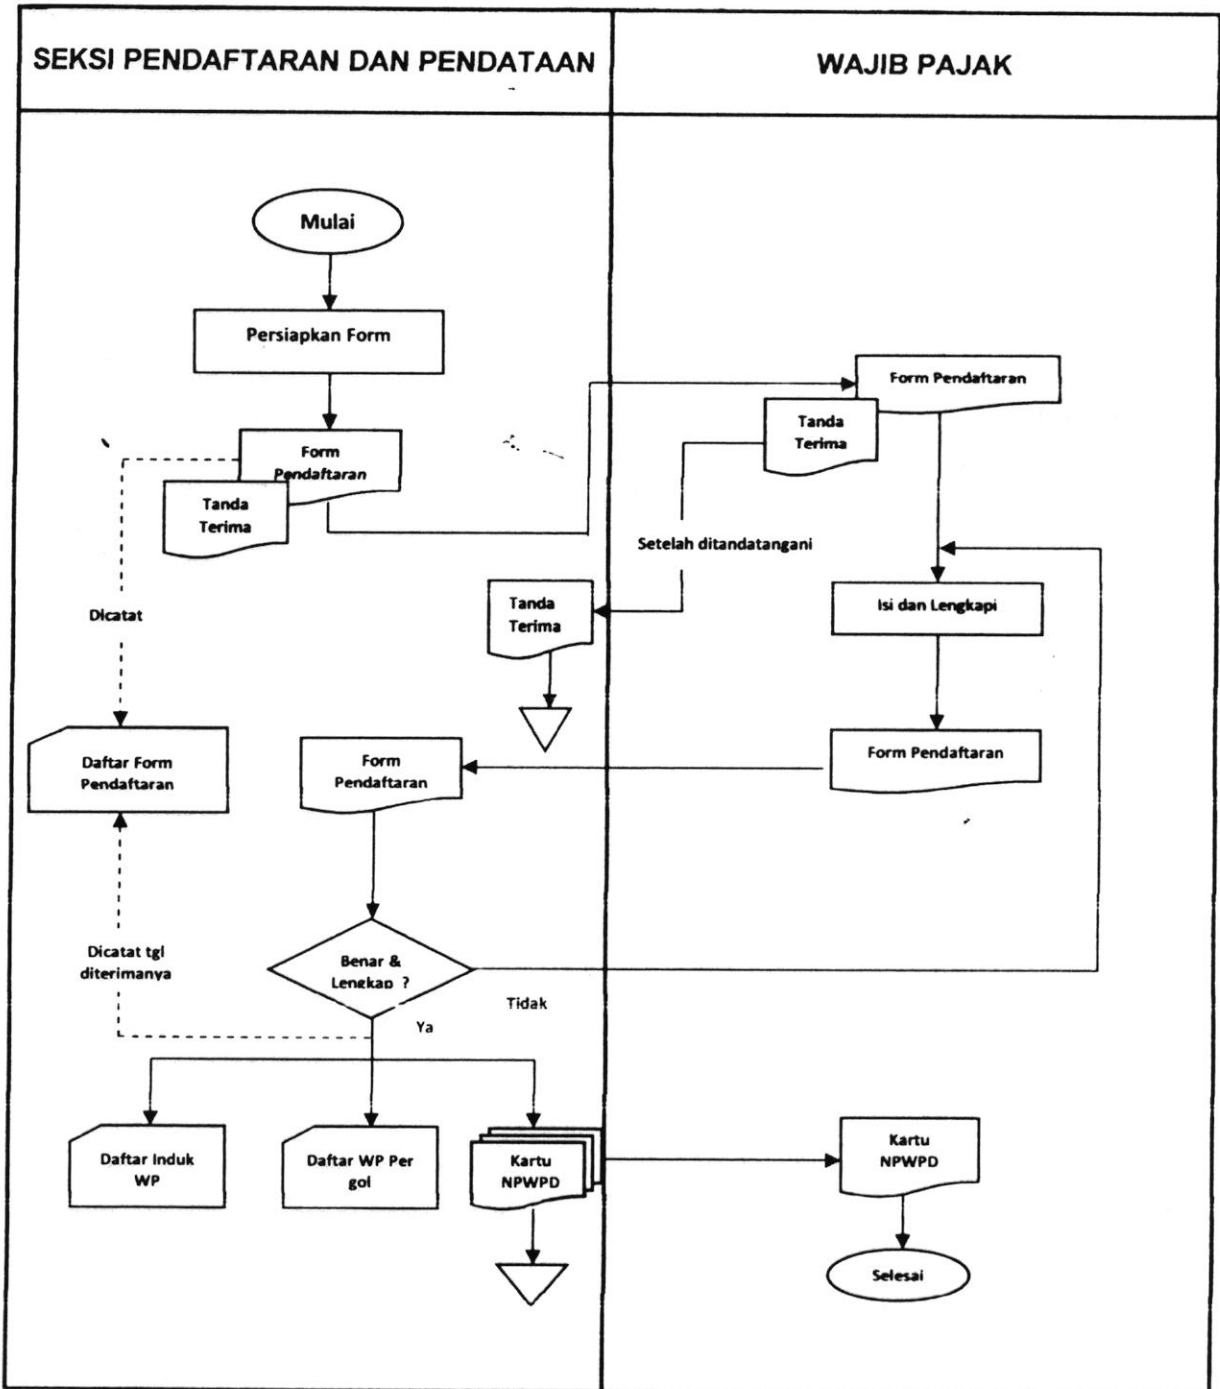 SEKSI PENDAFTARAN DAN PENDATAAN
WAJIB PAJAK
Mulai
Persiapkan Form
Form Pendaftaran
Form
Pendaftaran
Tanda
Terima
Tanda
Terima
Setelah ditandatangani
Dicatat
Tanda
Terima
Isi dan Lengkapi
Daftar Form
Pendaftaran
Form
Pendaftaran
Form Pendaftaran
Dicatat tgl
diterimanya
Benar &
Lengkap ?
Tidak
Ya
Daftar Induk
WP
Daftar WP Per
gol
Kartu
NPWPD
Kartu
NPWPD
Selesai